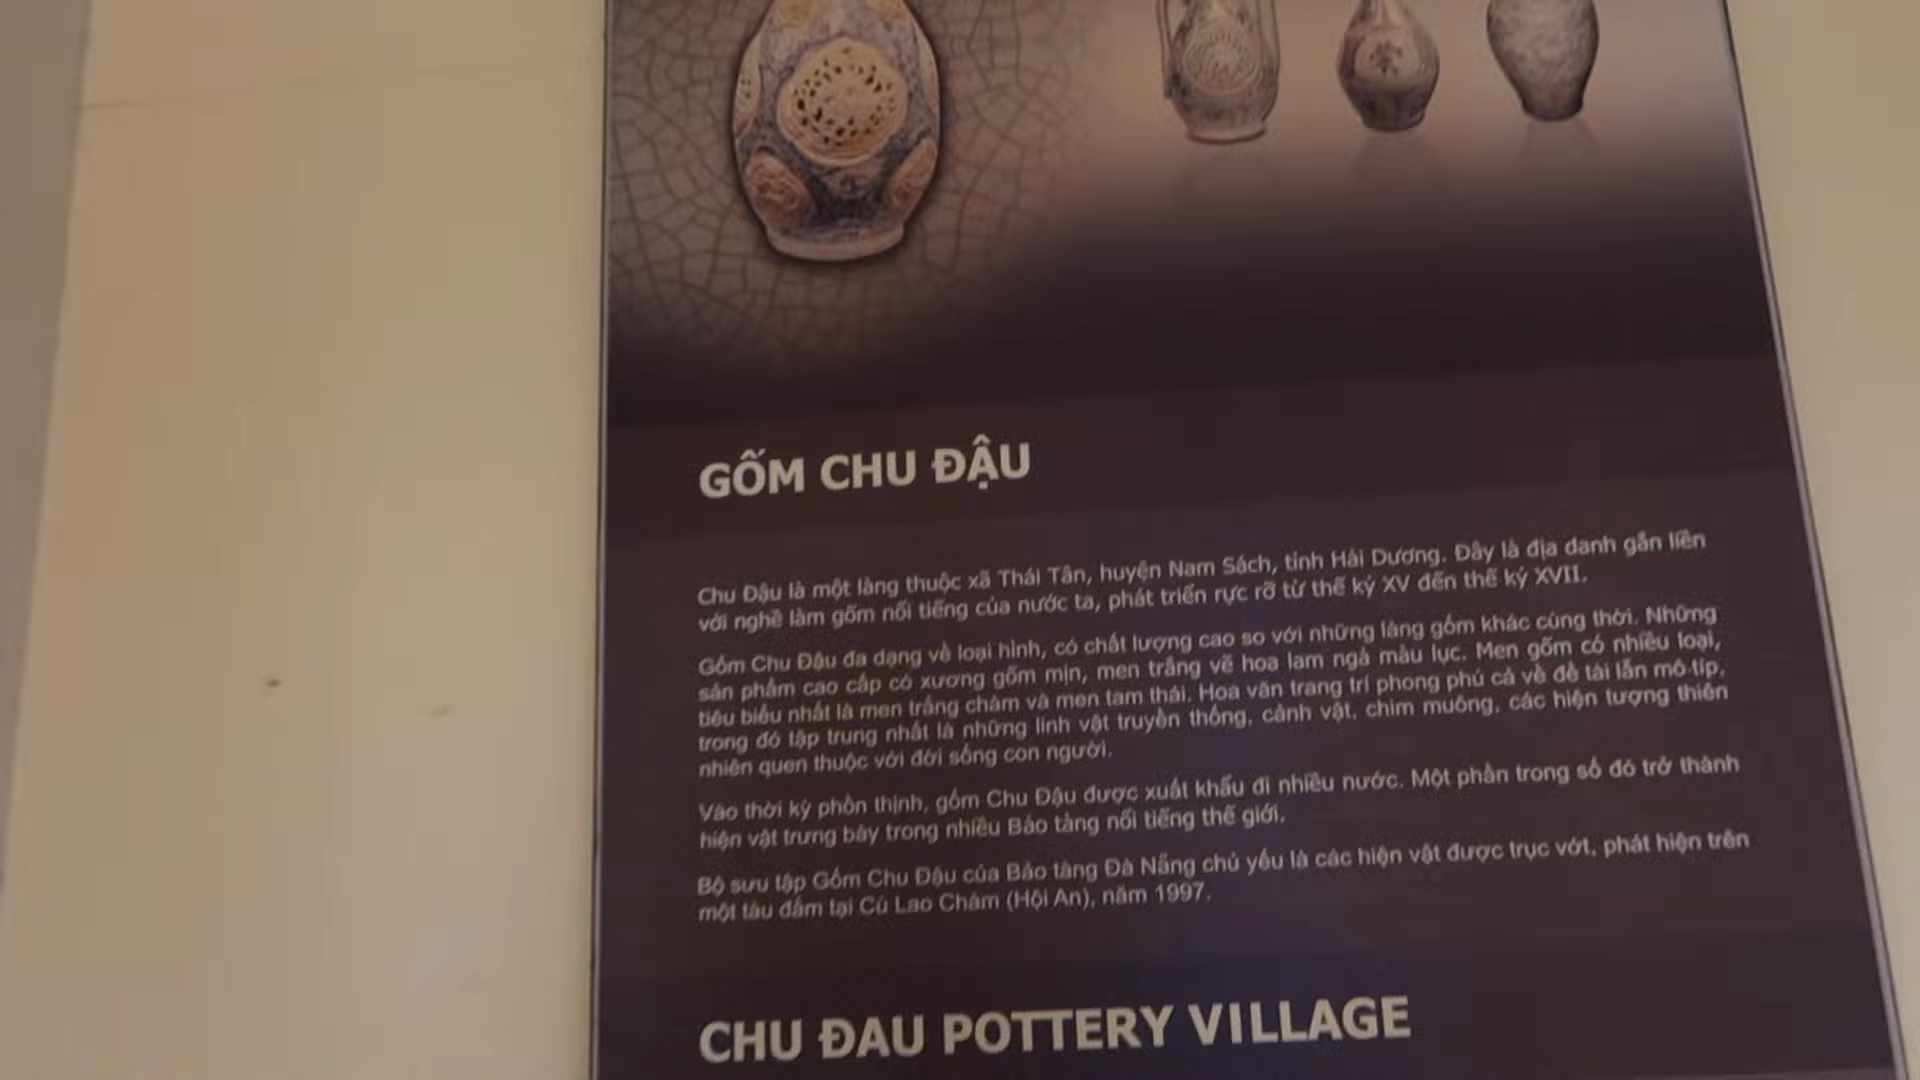 GỐM CHU ĐẬU
Chu Đậu là một làng thuộc xã Thái Tân, huyện Nam Sách, tỉnh Hải Dương. Đây là địa danh gắn liền
với nghề làm gốm nổi tiếng của nước ta, phát triển rực rỡ từ thế kỷ XV đến thế kỷ XVII.
Gốm Chu Đậu đa dạng về loại hình, có chất lượng cao so với những làng gốm khác cùng thời. Những
sản phẩm cao cấp có xương gốm mịn, men trắng vẽ hoa lam ngả màu lục. Men gốm có nhiều loại,
tiêu biểu nhất là men trắng chàm và men tam thái. Hoa văn trang trí phong phú cả về đề tài lẫn mô-típ,
trong đó tập trung nhất là những linh vật truyền thống, cảnh vật, chim muông, các hiện tượng thiên
nhiên quen thuộc với đời sống con người.
Vào thời kỳ phồn thịnh, gốm Chu Đậu được xuất khẩu đi nhiều nước. Một phần trong số đó trở thành
hiện vật trưng bày trong nhiều Bảo tàng nổi tiếng thế giới.
Bộ sưu tập Gốm Chu Đậu của Bảo tàng Đà Nẵng chủ yếu là các hiện vật được trục vớt, phát hiện trên
một tàu đắm tại Cù Lao Chàm (Hội An), năm 1997.
CHU ĐAU POTTERY VILLAGE